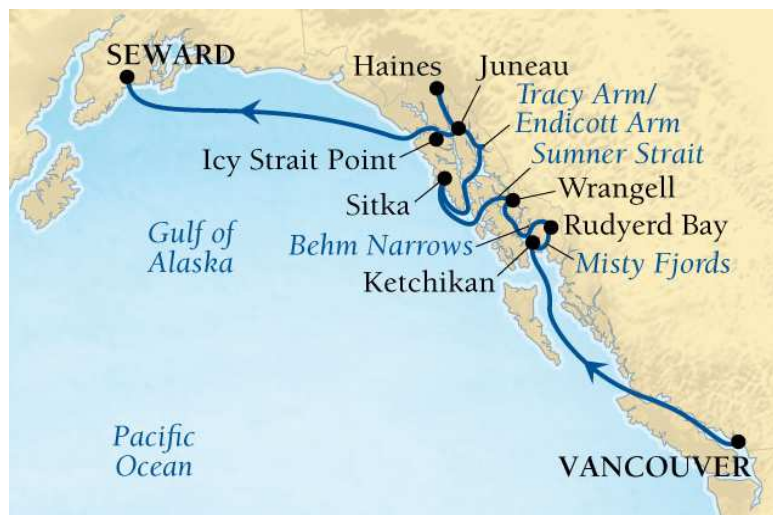 SEWARD
Haines
Juneau
Tracy Arm/
Endicott Arm
Icy Strait Point
Sumner Strait
Sitka
Wrangell
Gulf of
Alaska
Behm Narrows
Rudyerd Bay
Ketchikan
Misty Fjords
Pacific
Ocean
VANCOUVER